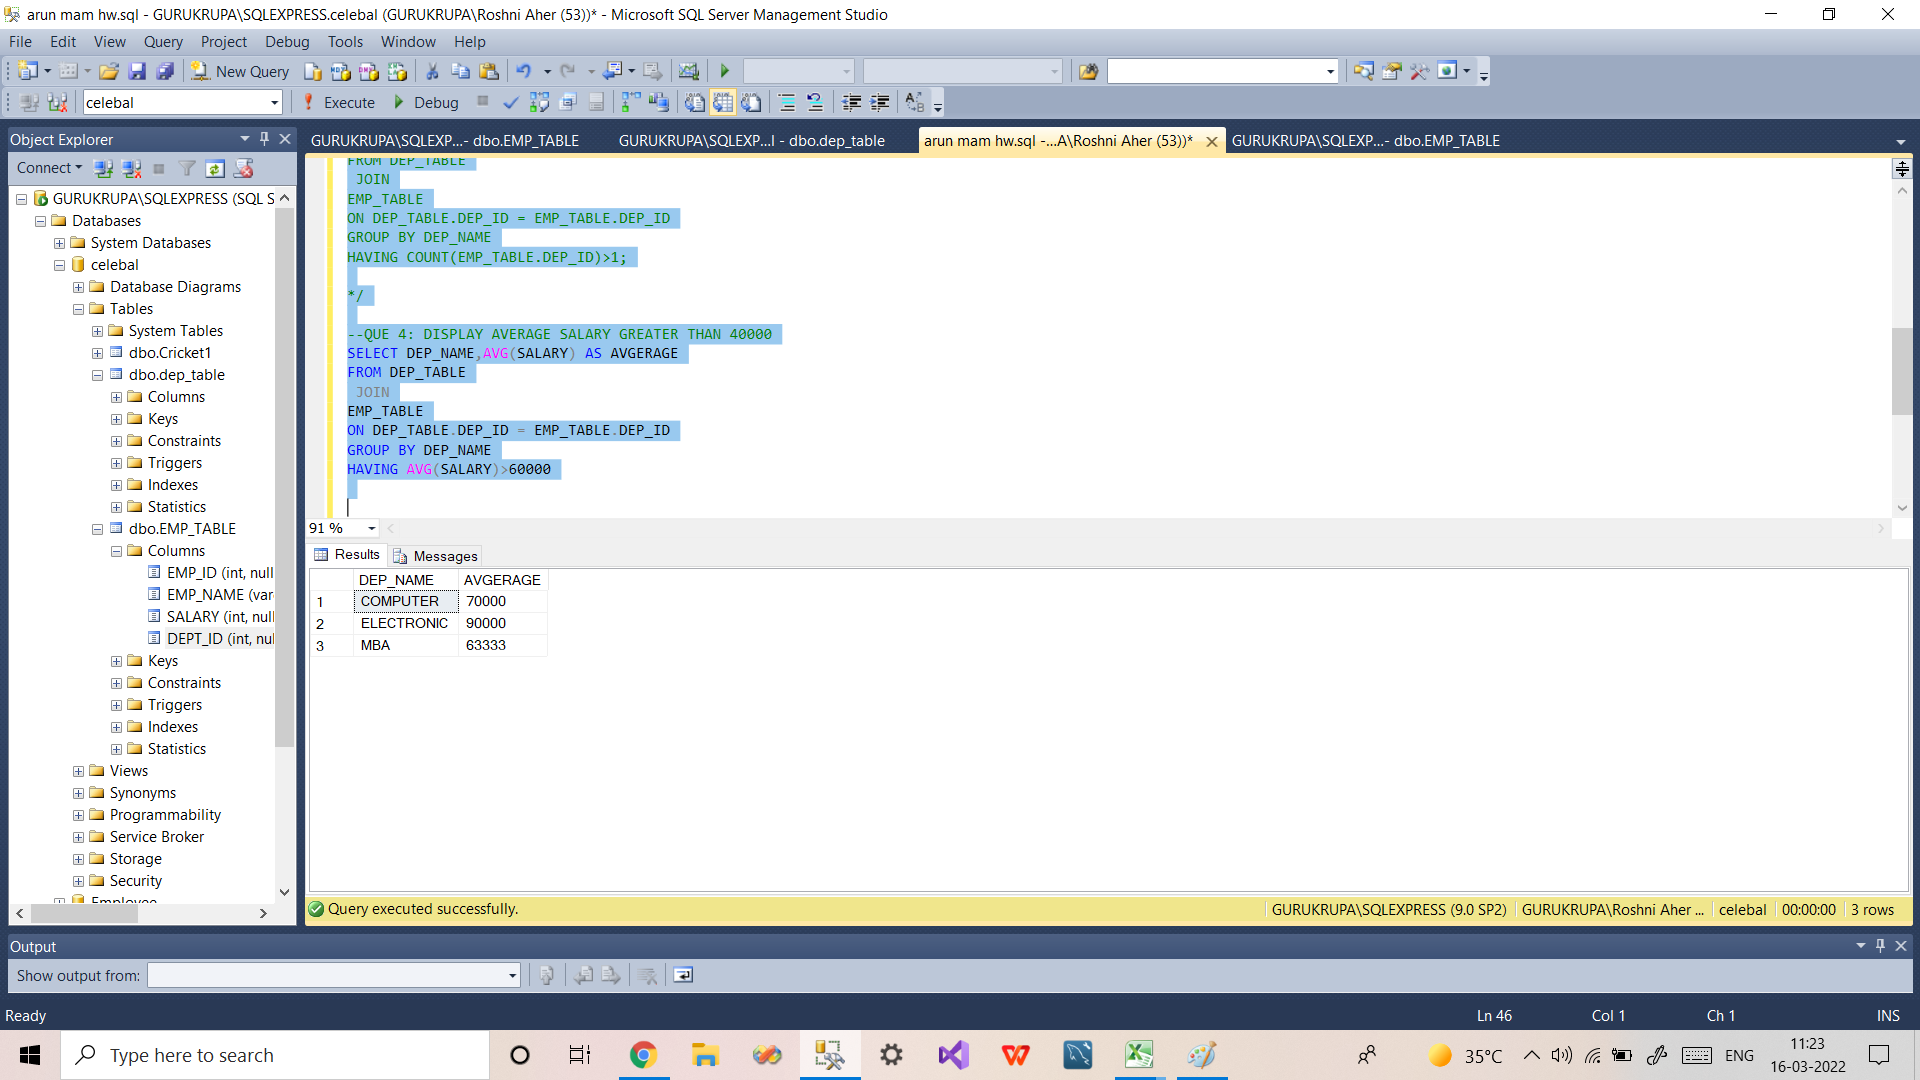 arun mam hw.sql - GURUKRUPA\SQLEXPRESS.celebal (GURUKRUPA\Roshni Aher (53))* - Microsoft SQL Server Management Studio
File Edit View Query Project Debug Tools Window Help
New Query
celebal Execute Debug
Object Explorer
GURUKRUPA\SQLEXP...- dbo.EMP_TABLE GURUKRUPA\SQLEXP...l - dbo.dep_table arun mam hw.sql -...A\Roshni Aher (53))* GURUKRUPA\SQLEXP...- dbo.EMP_TABLE
Connect
GURUKRUPA\SQLEXPRESS (SQL S
Databases
System Databases
celebal
Database Diagrams
Tables
System Tables
dbo.Cricket1
dbo.dep_table
Columns
Keys
Constraints
Triggers
Indexes
Statistics
dbo.EMP_TABLE
Columns
EMP_ID (int, null
EMP_NAME (var
SALARY (int, null
DEPT_ID (int, nul
Keys
Constraints
Triggers
Indexes
Statistics
Views
Synonyms
Programmability
Service Broker
Storage
Security
Employee
FROM DEP_TABLE
JOIN
EMP_TABLE
ON DEP_TABLE.DEP_ID = EMP_TABLE.DEP_ID
GROUP BY DEP_NAME
HAVING COUNT(EMP_TABLE.DEP_ID)>1;
*/
--QUE 4: DISPLAY AVERAGE SALARY GREATER THAN 40000
SELECT DEP_NAME,AVG(SALARY) AS AVGERAGE
FROM DEP_TABLE
JOIN
EMP_TABLE
ON DEP_TABLE.DEP_ID = EMP_TABLE.DEP_ID
GROUP BY DEP_NAME
HAVING AVG(SALARY)>60000
91 %
Results Messages
DEP_NAME AVGERAGE
1 COMPUTER 70000
2 ELECTRONIC 90000
3 MBA 63333
Query executed successfully. GURUKRUPA\SQLEXPRESS (9.0 SP2) GURUKRUPA\Roshni Aher ... celebal 00:00:00 3 rows
Output
Show output from:
Ready Ln 46 Col 1 Ch 1 INS
Type here to search 35°C ENG 11:23
16-03-2022